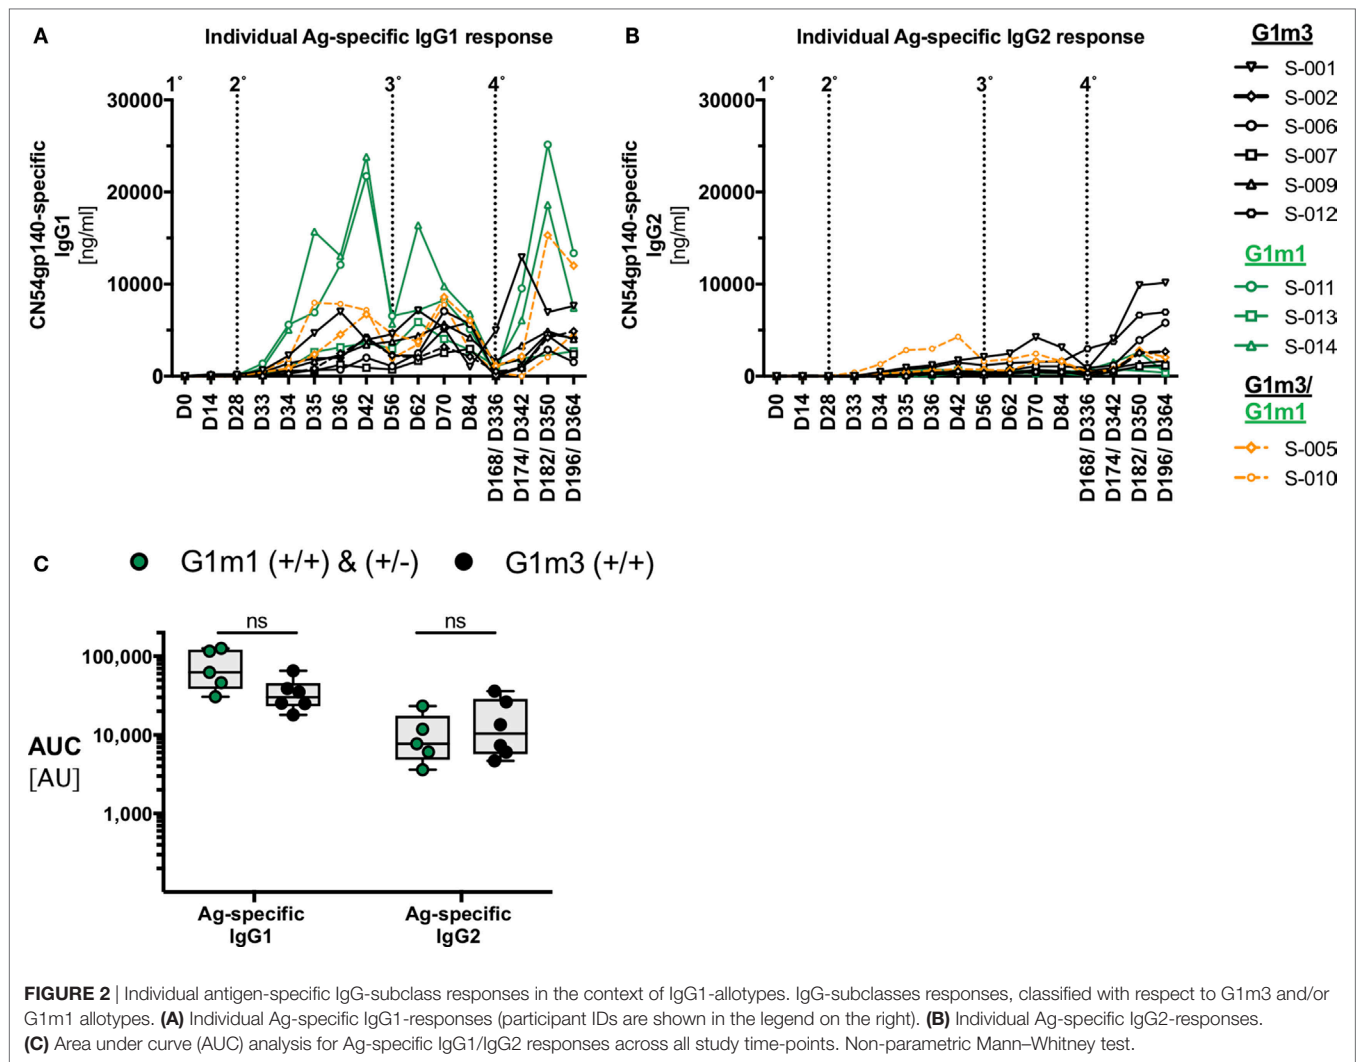 A
Individual Ag-specific IgG1 response
1° 2° 3° 4°
30000
20000
10000
0
CN54gp140-specific
IgG1
[ng/ml]
D0 D14 D28 D33 D34 D35 D36 D42 D56 D62 D70 D84 D168/ D336 D174/ D342 D182/ D350 D196/ D364
B
Individual Ag-specific IgG2 response
1° 2° 3° 4°
30000
20000
10000
0
CN54gp140-specific
IgG2
[ng/ml]
D0 D14 D28 D33 D34 D35 D36 D42 D56 D62 D70 D84 D168/ D336 D174/ D342 D182/ D350 D196/ D364
G1m3
S-001
S-002
S-006
S-007
S-009
S-012
G1m1
S-011
S-013
S-014
G1m3/
G1m1
S-005
S-010
C
G1m1 (+/+) & (+/-) G1m3 (+/+)
ns ns
100,000
10,000
1,000
AUC
[AU]
Ag-specific
IgG1
Ag-specific
IgG2
FIGURE 2 | Individual antigen-specific IgG-subclass responses in the context of IgG1-allotypes. IgG-subclasses responses, classified with respect to G1m3 and/or
G1m1 allotypes. (A) Individual Ag-specific IgG1-responses (participant IDs are shown in the legend on the right). (B) Individual Ag-specific IgG2-responses.
(C) Area under curve (AUC) analysis for Ag-specific IgG1/IgG2 responses across all study time-points. Non-parametric Mann–Whitney test.